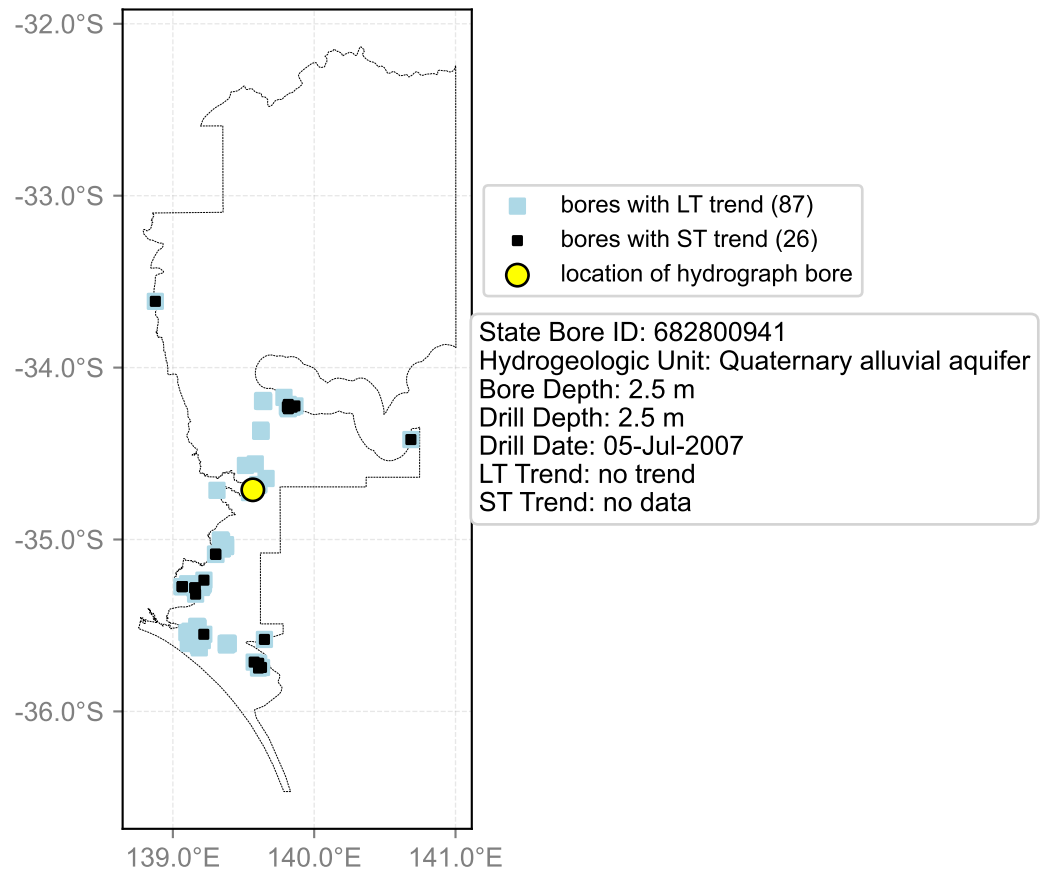 -32.0°S
-33.0°S
-34.0°S
-35.0°S
-36.0°S
139.0°E
140.0°E
141.0°E
bores with LT trend (87)
bores with ST trend (26)
location of hydrograph bore
State Bore ID: 682800941
Hydrogeologic Unit: Quaternary alluvial aquifer
Bore Depth: 2.5 m
Drill Depth: 2.5 m
Drill Date: 05-Jul-2007
LT Trend: no trend
ST Trend: no data